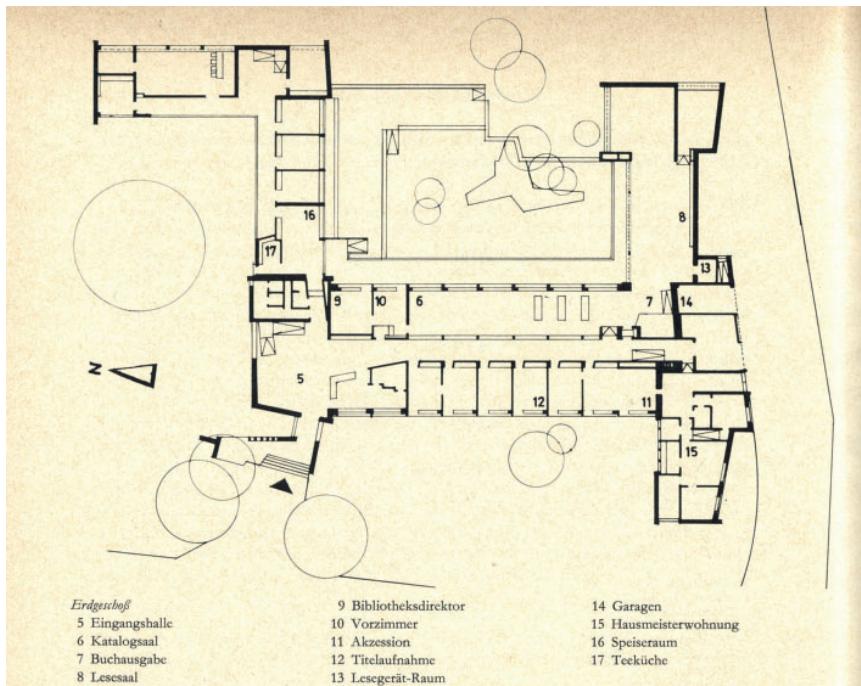 16
17
8
13
9
10
6
7
14
5
12
11
15
N
Erdgeschoß
5 Eingangshalle
6 Katalogsaal
7 Buchausgabe
8 Lesesaal
9 Bibliotheksdirektor
10 Vorzimmer
11 Akzession
12 Titelaufnahme
13 Lesegerät-Raum
14 Garagen
15 Hausmeisterwohnung
16 Speiseraum
17 Teeküche